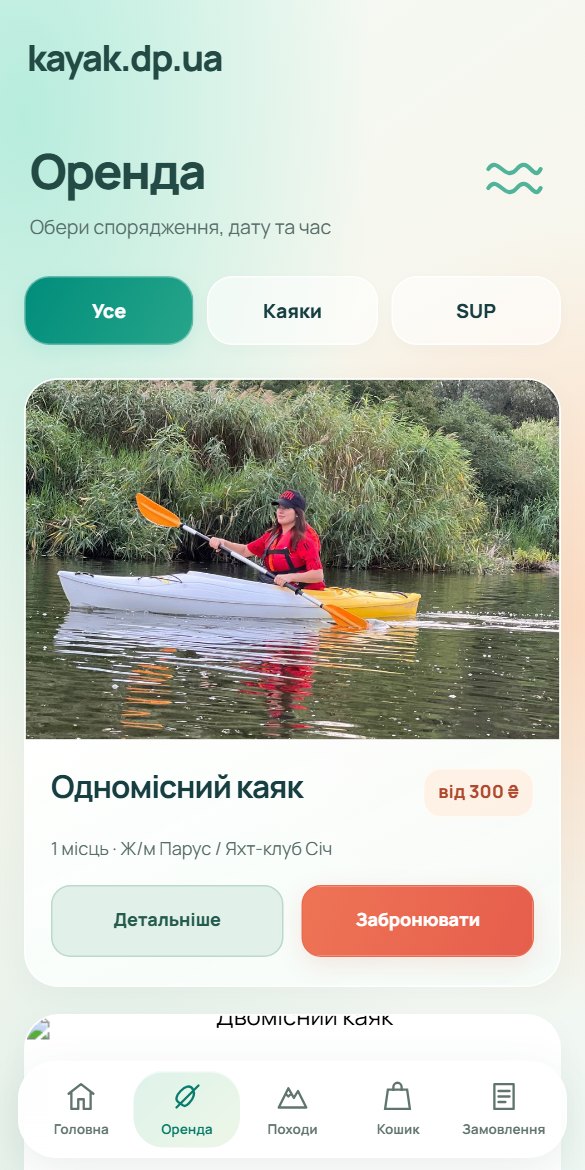 kayak.dp.ua
Оренда
Обери спорядження, дату та час
Усе
Каяки
SUP
Одномісний каяк
від 300 ₴
1 місць · Ж/м Парус / Яхт-клуб Січ
Детальніше
Забронювати
Двомісний каяк
Головна
Оренда
Походи
Кошик
Замовлення